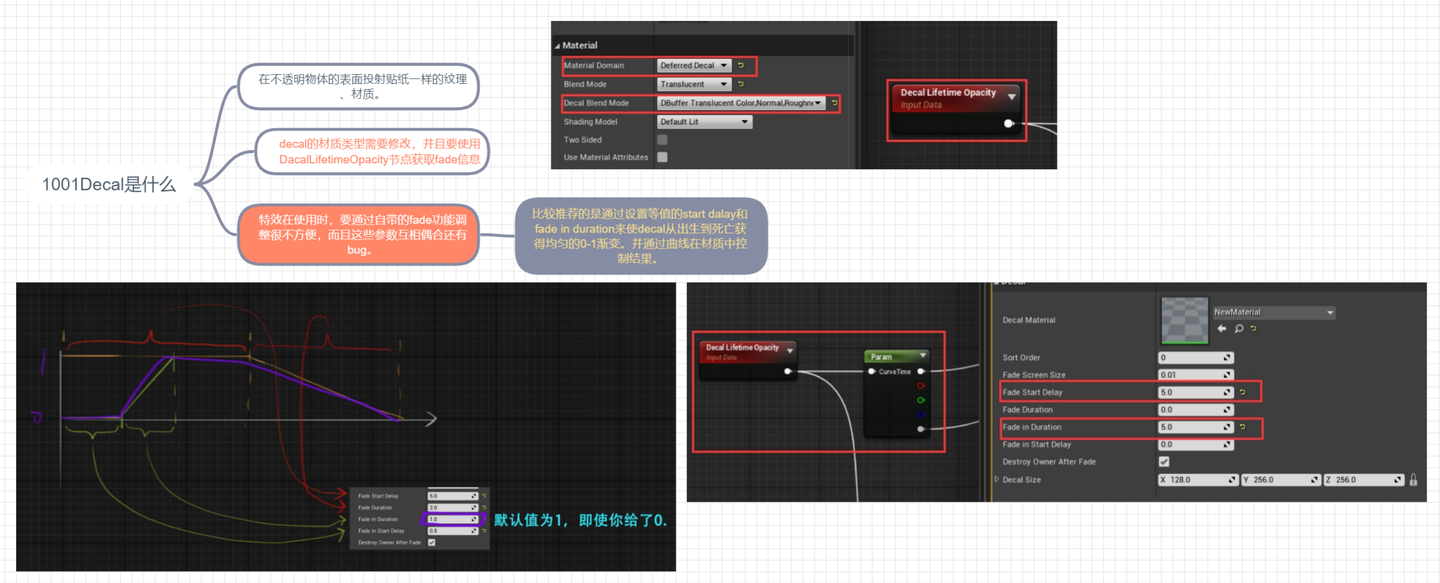 1001Decal是什么
在不透明物体的表面投射贴纸一样的纹理
、材质。
decal的材质类型需要修改，并且要使用
DacalLifetimeOpacity节点获取fade信息
特效在使用时，要通过自带的fade功能调
整很不方便，而且这些参数互相偶合还有
bug。
比较推荐的是通过设置等值的start dalay和
fade in duration来使decal从出生到死亡获
得均匀的0-1渐变。并通过曲线在材质中控
制结果。
Material
Material Domain Deferred Decal
Blend Mode Translucent
Decal Blend Mode DBuffer Translucent Color,Normal,Roughne
Shading Model Default Lit
Two Sided
Use Material Attributes
Decal Lifetime Opacity
Input Data
1
0
Fade Start Delay 5.0
Fade Duration 2.0
Fade in Duration 1.0
Fade in Start Delay 0.5
Destroy Owner After Fade
默认值为1，即使你给了0.
Decal Lifetime Opacity
Input Data
Param
CurveTime
Decal
Decal Material NewMaterial
Sort Order 0
Fade Screen Size 0.01
Fade Start Delay 5.0
Fade Duration 0.0
Fade in Duration 5.0
Fade in Start Delay 0.0
Destroy Owner After Fade
Decal Size X 128.0 Y 256.0 Z 256.0